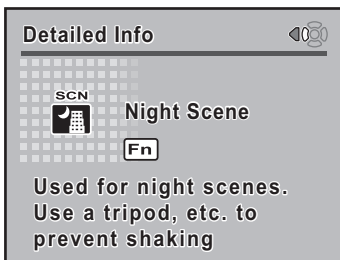 Detailed Info
SCN
Night Scene
Fn
Used for night scenes.
Use a tripod, etc. to
prevent shaking